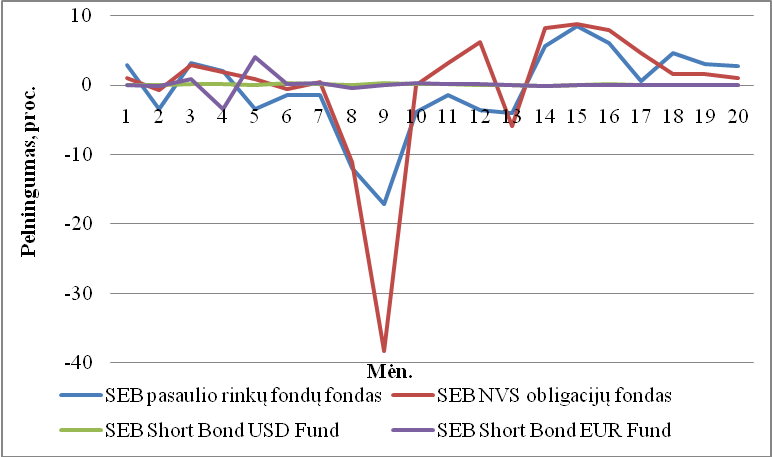 10
0
-10
-20
-30
-40
Pelningumas, proc.
1 2 3 4 5 6 7 8 9 10 11 12 13 14 15 16 17 18 19 20
Mėn.
SEB pasaulio rinkų fondų fondas SEB NVS obligacijų fondas
SEB Short Bond USD Fund SEB Short Bond EUR Fund